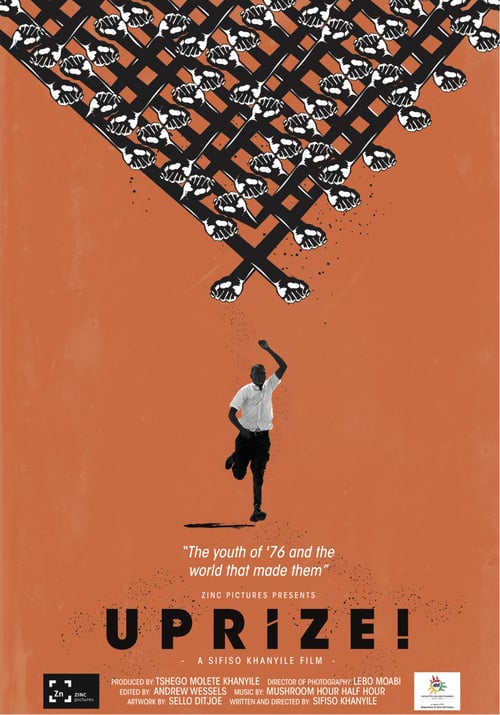 “The youth of '76 and the
world that made them”
ZINC PICTURES PRESENTS
UPRIZE!
- A SIFISO KHANYILE FILM -
PRODUCED BY: TSHEGO MOLETE KHANYILE DIRECTOR OF PHOTOGRAPHY: LEBO MOABI
EDITED BY: ANDREW WESSELS MUSIC BY: MUSHROOM HOUR HALF HOUR
ARTWORK BY: SELLO DITJOE WRITTEN AND DIRECTED BY: SIFISO KHANYILE
Zn
ZINC
pictures